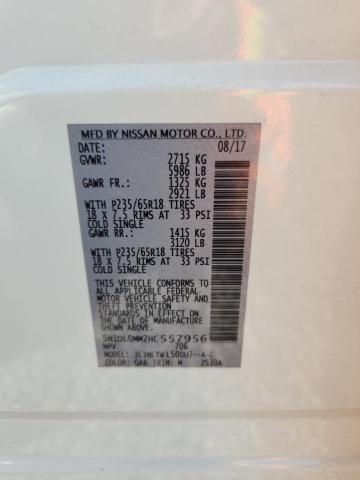 MFD BY NISSAN MOTOR CO., LTD.
DATE: 08/17
GVWR: 2715 KG
5986 LB
GAWR FR.: 1325 KG
2921 LB
WITH P235/65R18 TIRES
18 X 7.5 RIMS AT 33 PSI
COLD SINGLE
GAWR RR.: 1415 KG
3120 LB
WITH P235/65R18 TIRES
18 X 7.5 RIMS AT 33 PSI
COLD SINGLE
THIS VEHICLE CONFORMS TO ALL
APPLICABLE FEDERAL
MOTOR VEHICLE SAFETY
STANDARDS IN EFFECT ON
THE DATE OF MANUFACTURE
SHOWN ABOVE.
5N1DL0MM2HC557956
MPV 706
COLOR: QAB TRIM: M 2530A